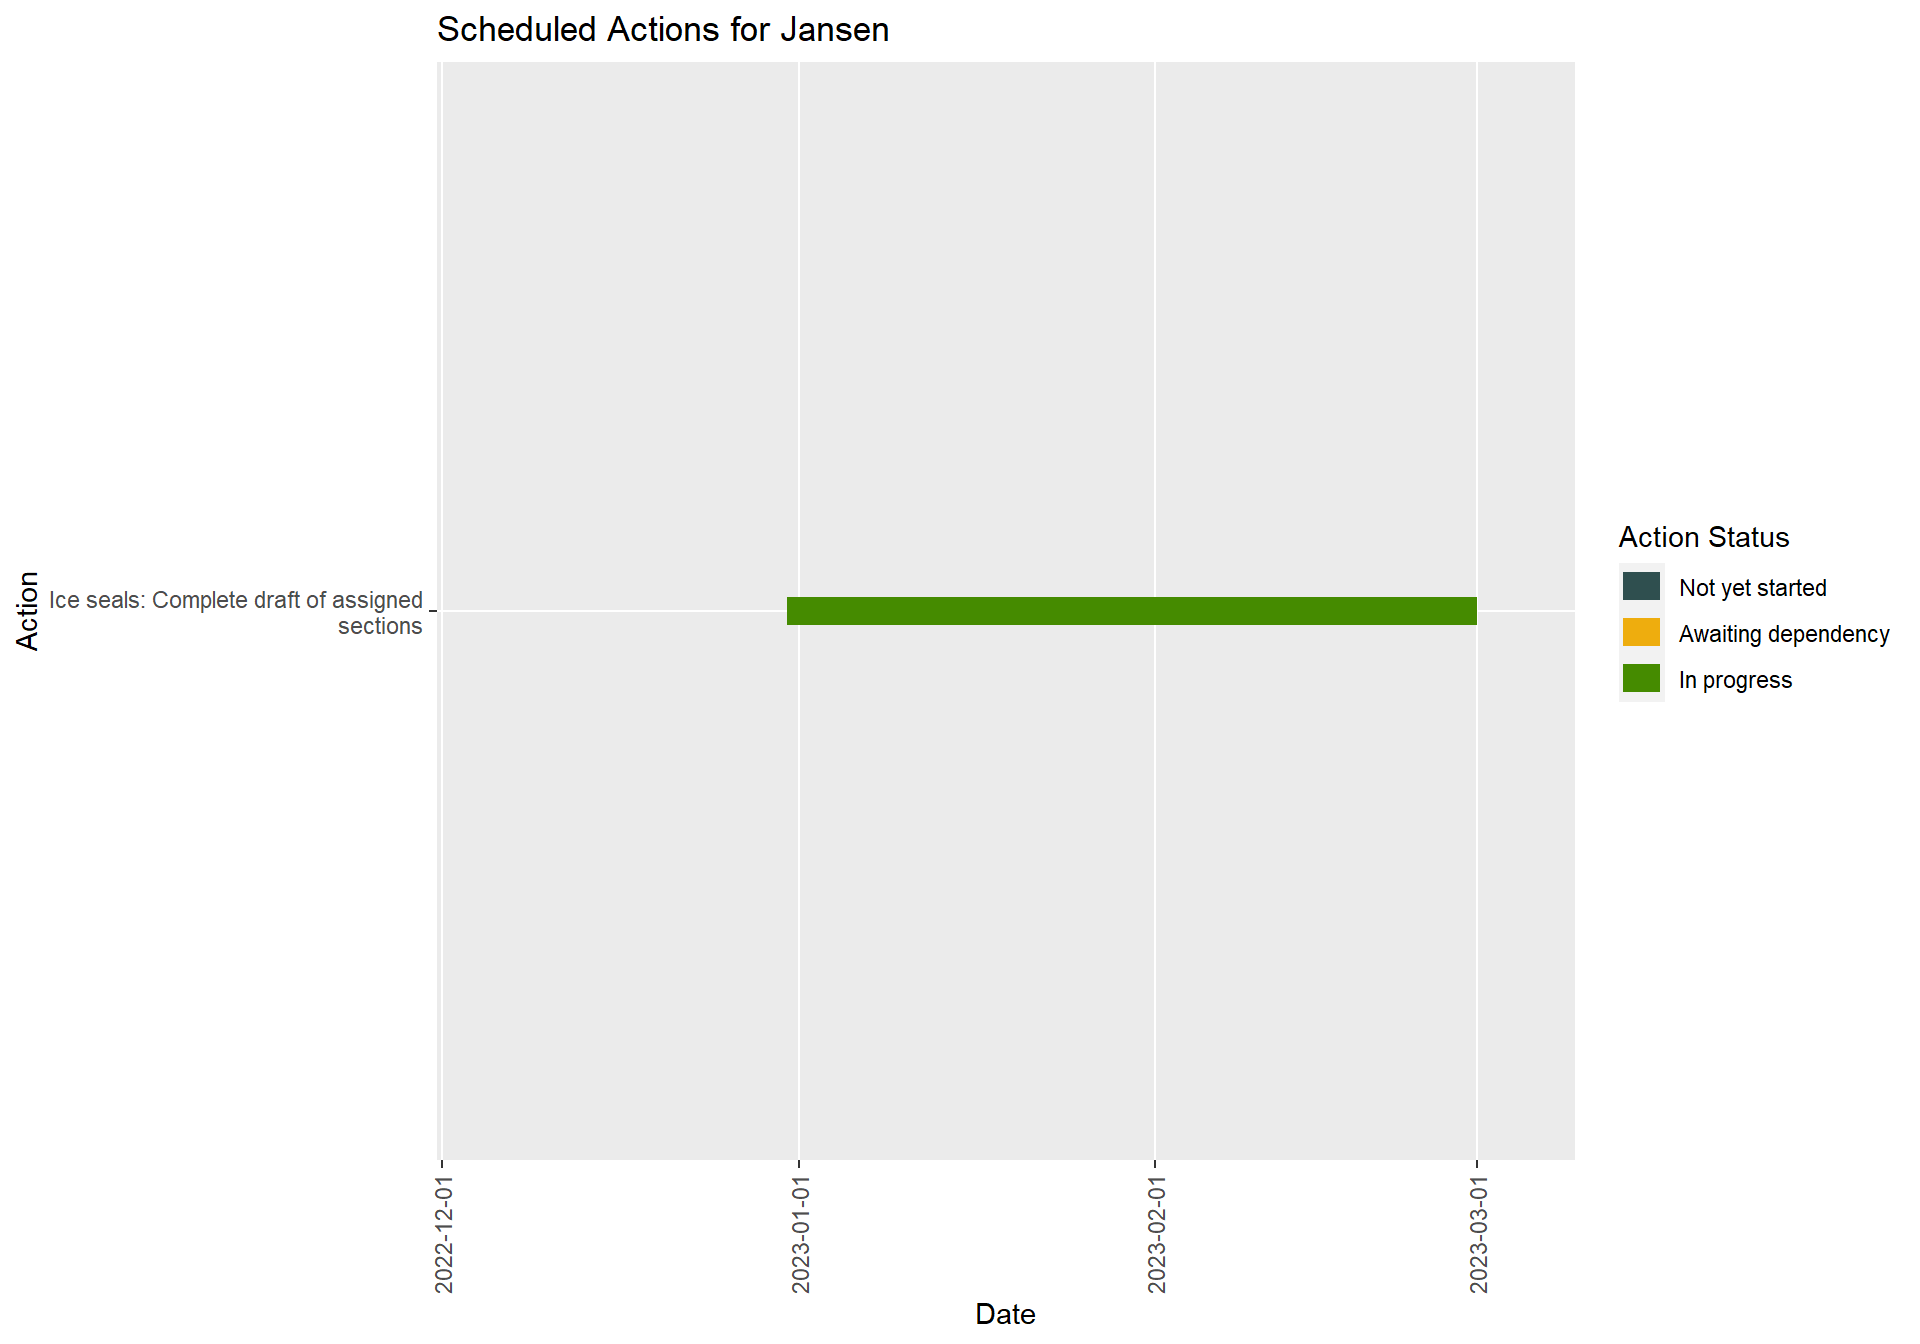 Scheduled Actions for Jansen
Action
Ice seals: Complete draft of assigned
sections
Action Status
Not yet started
Awaiting dependency
In progress
2022-12-01
2023-01-01
2023-02-01
2023-03-01
Date